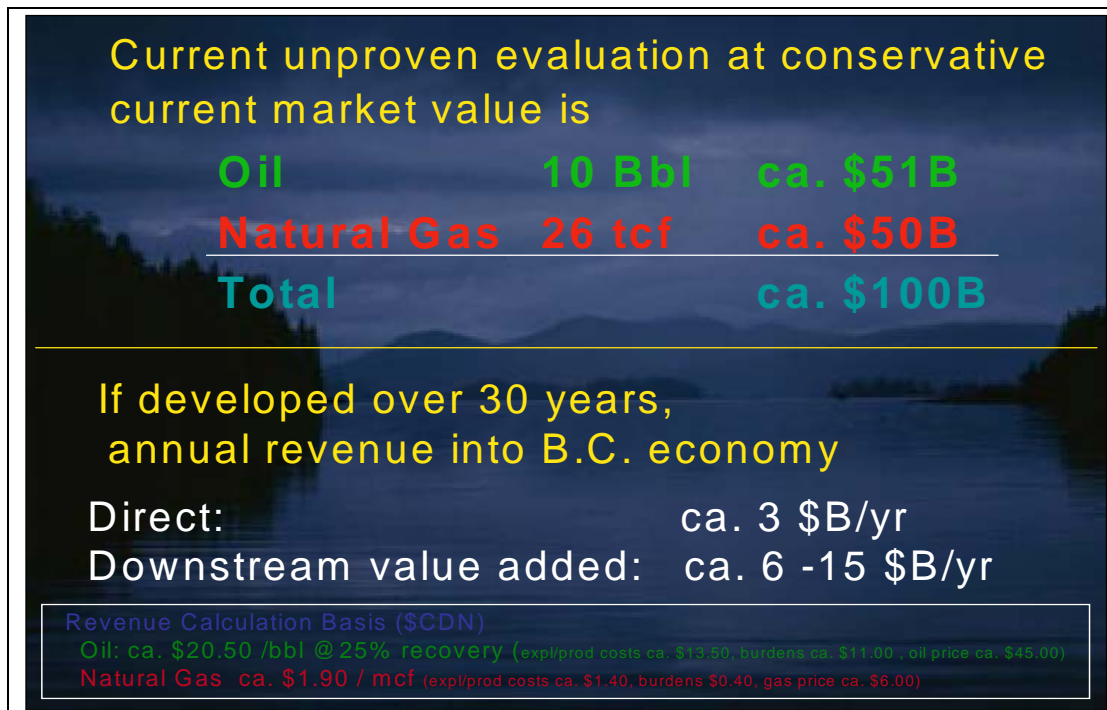 Current unproven evaluation at conservative
current market value is
Oil 10 Bbl ca. $51B
Natural Gas 26 tcf ca. $50B
Total ca. $100B
If developed over 30 years,
annual revenue into B.C. economy
Direct: ca. 3 $B/yr
Downstream value added: ca. 6 -15 $B/yr
Revenue Calculation Basis ($CDN)
Oil: ca. $20.50 /bbl @ 25% recovery (expl/prod costs ca. $13.50, burdens ca. $11.00 , oil price ca. $45.00)
Natural Gas ca. $1.90 / mcf (expl/prod costs ca. $1.40, burdens $0.40, gas price ca. $6.00)